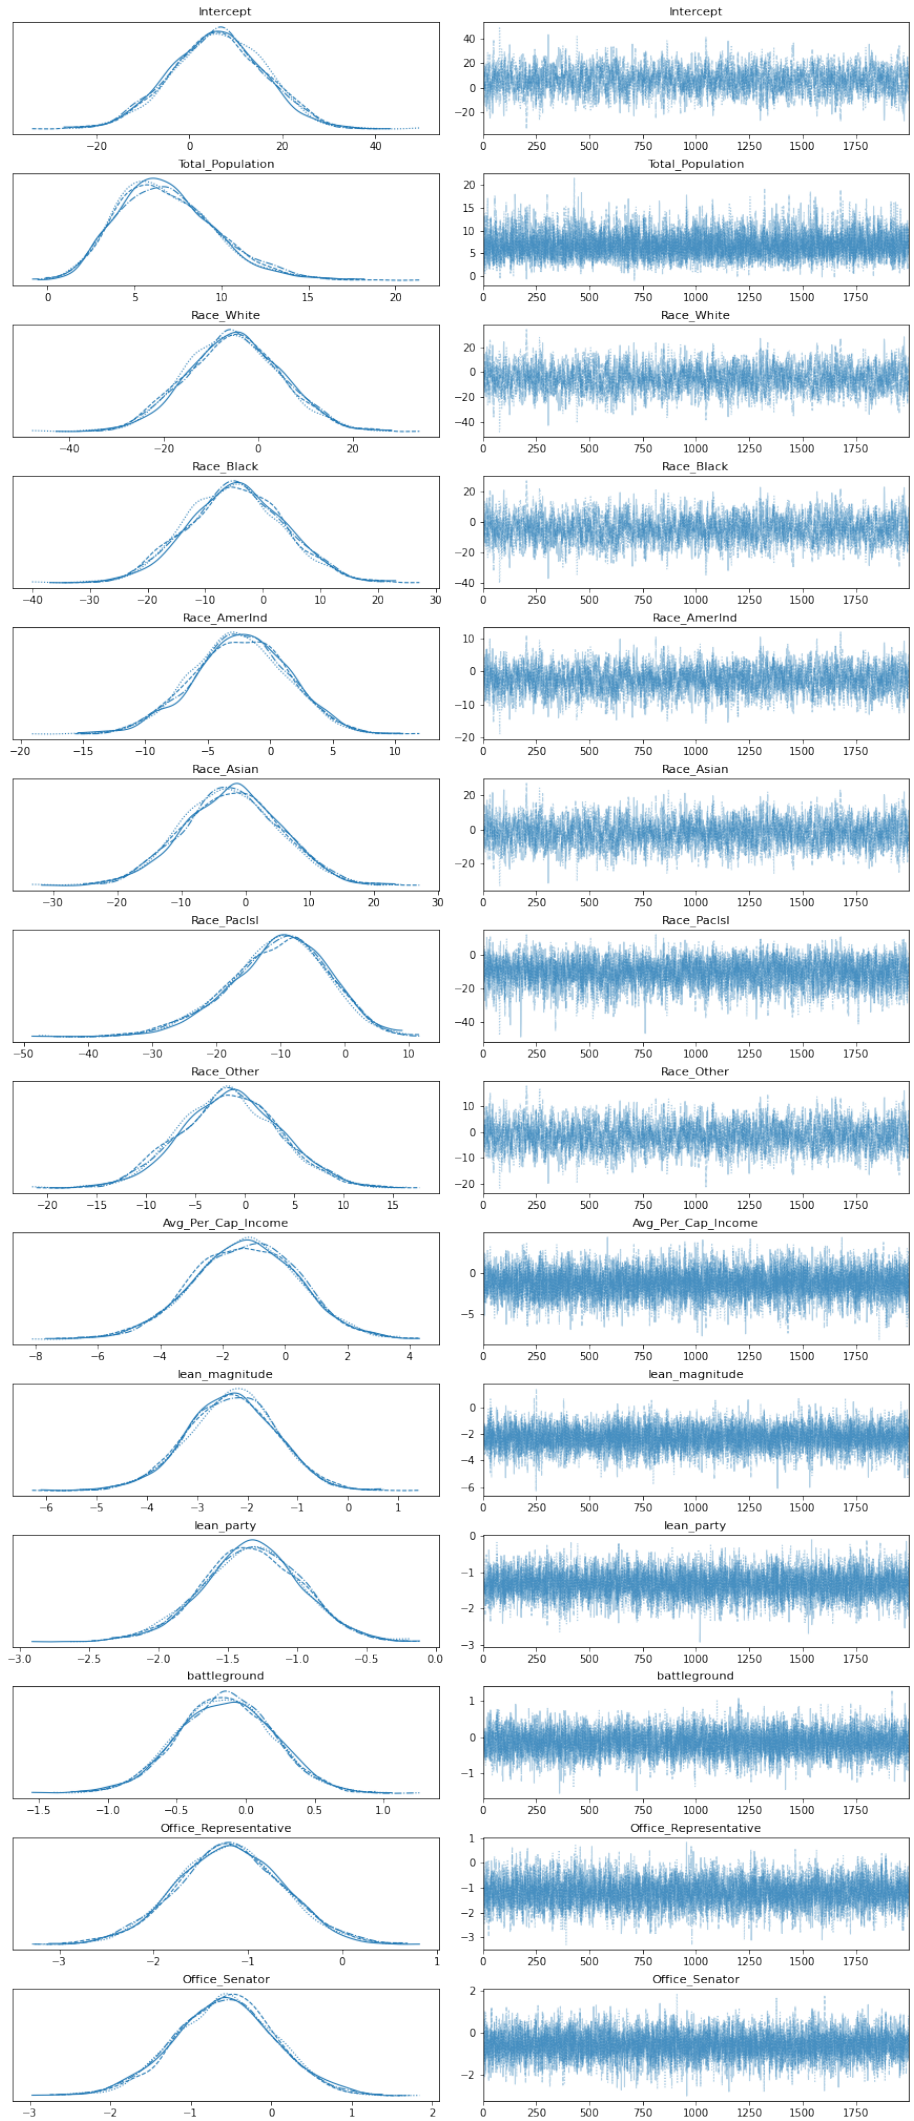 Intercept Intercept
40
20
0
−20
−20 0 20 40 0 250 500 750 1000 1250 1500 1750
Total_Population Total_Population
20
15
10
5
0
0 5 10 15 20 0 250 500 750 1000 1250 1500 1750
Race_White Race_White
20
0
−20
−40
−40 −20 0 20 0 250 500 750 1000 1250 1500 1750
Race_Black Race_Black
20
0
−20
−40
−40 −30 −20 −10 0 10 20 30 0 250 500 750 1000 1250 1500 1750
Race_AmerInd Race_AmerInd
10
0
−10
−20
−20 −15 −10 −5 0 5 10 0 250 500 750 1000 1250 1500 1750
Race_Asian Race_Asian
20
0
−20
−30 −20 −10 0 10 20 30 0 250 500 750 1000 1250 1500 1750
Race_PacIsl Race_PacIsl
0
−20
−40
−50 −40 −30 −20 −10 0 10 0 250 500 750 1000 1250 1500 1750
Race_Other Race_Other
10
0
−10
−20
−20 −15 −10 −5 0 5 10 15 0 250 500 750 1000 1250 1500 1750
Avg_Per_Cap_Income Avg_Per_Cap_Income
0
−5
−8 −6 −4 −2 0 2 4 0 250 500 750 1000 1250 1500 1750
lean_magnitude lean_magnitude
0
−2
−4
−6
−6 −5 −4 −3 −2 −1 0 1 0 250 500 750 1000 1250 1500 1750
lean_party lean_party
0
−1
−2
−3
−3.0 −2.5 −2.0 −1.5 −1.0 −0.5 0.0 0 250 500 750 1000 1250 1500 1750
battleground battleground
1
0
−1
−1.5 −1.0 −0.5 0.0 0.5 1.0 0 250 500 750 1000 1250 1500 1750
Office_Representative Office_Representative
1
0
−1
−2
−3
−3 −2 −1 0 1 0 250 500 750 1000 1250 1500 1750
Office_Senator Office_Senator
2
0
−2
−3 −2 −1 0 1 2 0 250 500 750 1000 1250 1500 1750